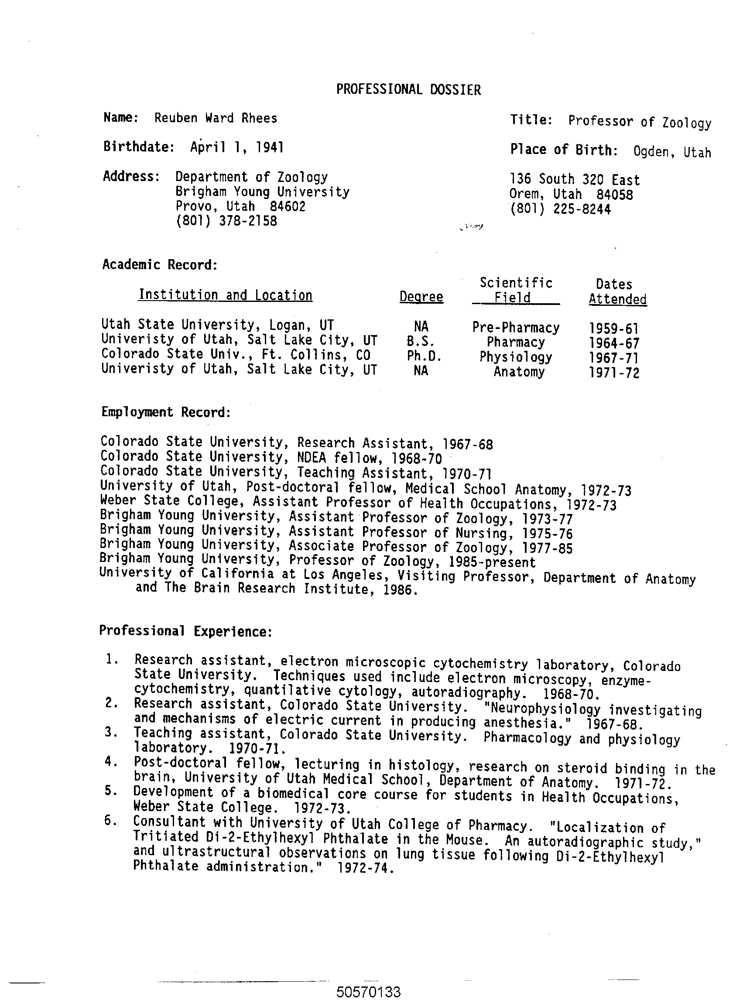 PROFESSIONAL DOSSIER
Name: Reuben Ward Rhees Title: Professor of Zoology
Birthdate: April 1, 1941 Place of Birth: Ogden, Utah
Address: Department of Zoology 136 South 320 East
Brigham Young University Orem, Utah 84058
Provo, Utah 84602 (801) 225-8244
(801) 378-2158
Academic Record:
Scientific Dates
Institution and Location Degree Field Attended
Utah State University, Logan, UT NA Pre-Pharmacy 1959-61
Univeristy of Utah, Salt Lake City, UT B.S. Pharmacy 1964-67
Colorado State Univ., Ft. Collins, CO Ph.D. Physiology 1967-71
Univeristy of Utah, Salt Lake City, UT NA Anatomy 1971-72
Employment Record:
Colorado State University, Research Assistant, 1967-68
Colorado State University, NDEA fellow, 1968-70
Colorado State University, Teaching Assistant, 1970-71
University of Utah, Post-doctoral fellow, Medical School Anatomy, 1972-73
Weber State College, Assistant Professor of Health Occupations, 1972-73
Brigham Young University, Assistant Professor of Zoology, 1973-77
Brigham Young University, Assistant Professor of Nursing, 1975-76
Brigham Young University, Associate Professor of Zoology, 1977-85
Brigham Young University, Professor of Zoology, 1985-present
University of California at Los Angeles, Visiting Professor, Department of Anatomy
and The Brain Research Institute, 1986.
Professional Experience:
1. Research assistant, electron microscopic cytochemistry laboratory, Colorado
State University. Techniques used include electron microscopy, enzyme-
cytochemistry, quantilative cytology, autoradiography. 1968-70.
2. Research assistant, Colorado State University. "Neurophysiology investigating
and mechanisms of electric current in producing anesthesia." 1967-68.
3. Teaching assistant, Colorado State University. Pharmacology and physiology
laboratory. 1970-71.
4. Post-doctoral fellow, lecturing in histology, research on steroid binding in the
brain, University of Utah Medical School, Department of Anatomy. 1971-72.
5. Development of a biomedical core course for students in Health Occupations,
Weber State College. 1972-73.
6. Consultant with University of Utah College of Pharmacy. "Localization of
Tritiated Di-2-Ethylhexyl Phthalate in the Mouse. An autoradiographic study,"
and ultrastructural observations on lung tissue following Di-2-Ethylhexyl
Phthalate administration." 1972-74.
50570133